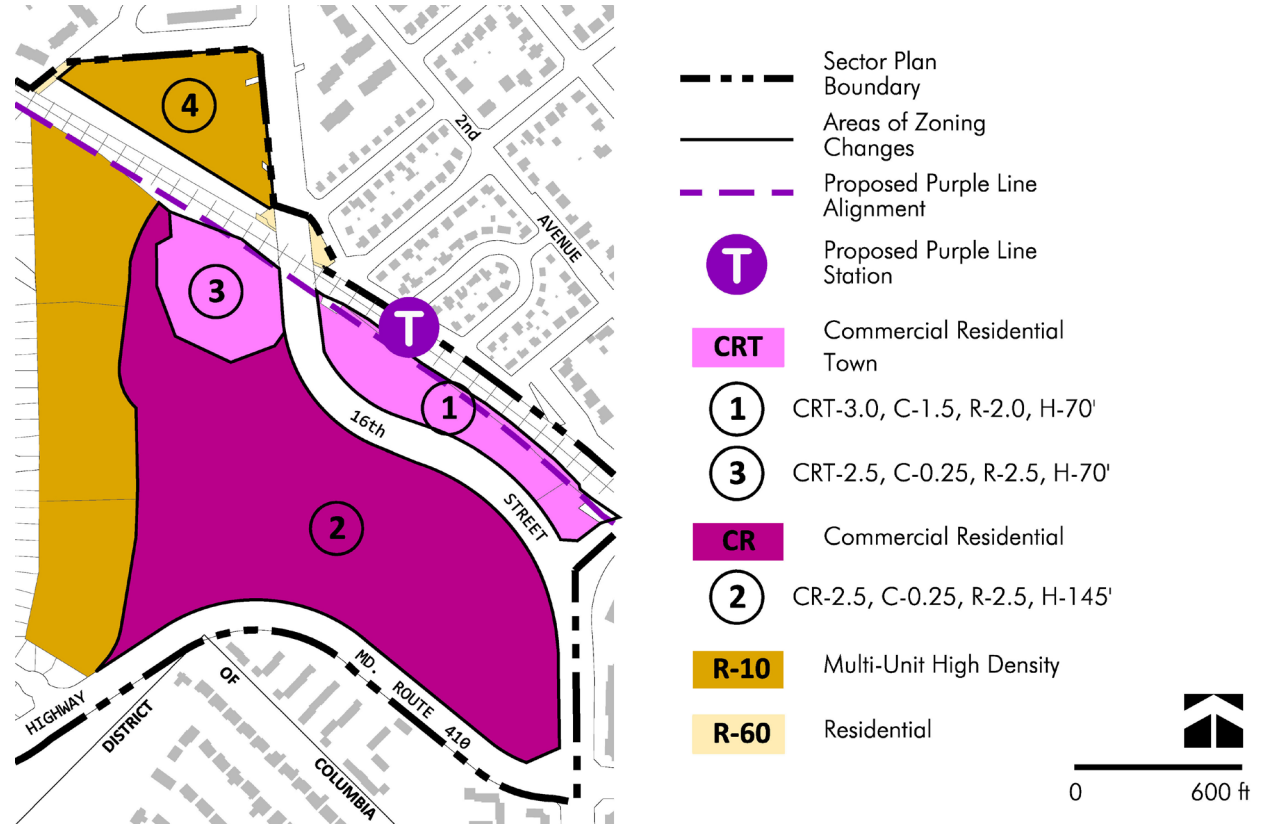 4
2nd
AVENUE
3
T
1
16th
STREET
2
HIGHWAY
MD.
ROUTE
410
DISTRICT
OF
COLUMBIA
Sector Plan
Boundary
Areas of Zoning
Changes
Proposed Purple Line
Alignment
T
Proposed Purple Line
Station
CRT
Commercial Residential
Town
1 CRT-3.0, C-1.5, R-2.0, H-70'
3 CRT-2.5, C-0.25, R-2.5, H-70'
CR Commercial Residential
2 CR-2.5, C-0.25, R-2.5, H-145'
R-10 Multi-Unit High Density
R-60 Residential
0 600 ft